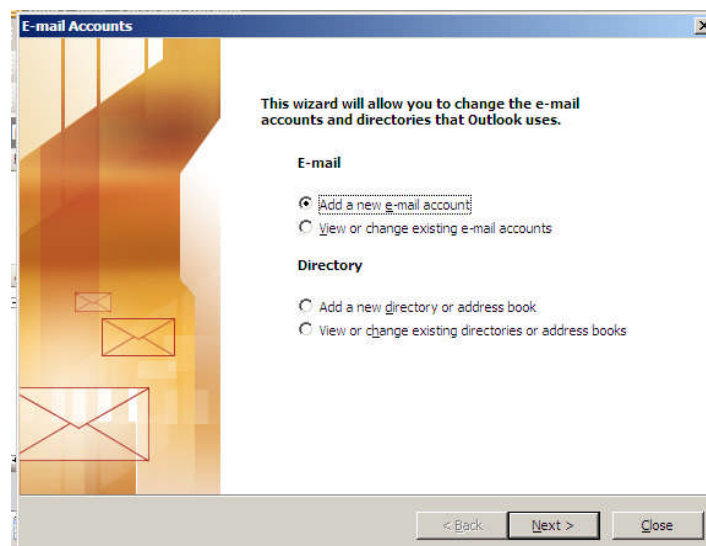 E-mail Accounts
This wizard will allow you to change the e-mail
accounts and directories that Outlook uses.
E-mail
Add a new e-mail account
View or change existing e-mail accounts
Directory
Add a new directory or address book
View or change existing directories or address books
< Back
Next >
Close